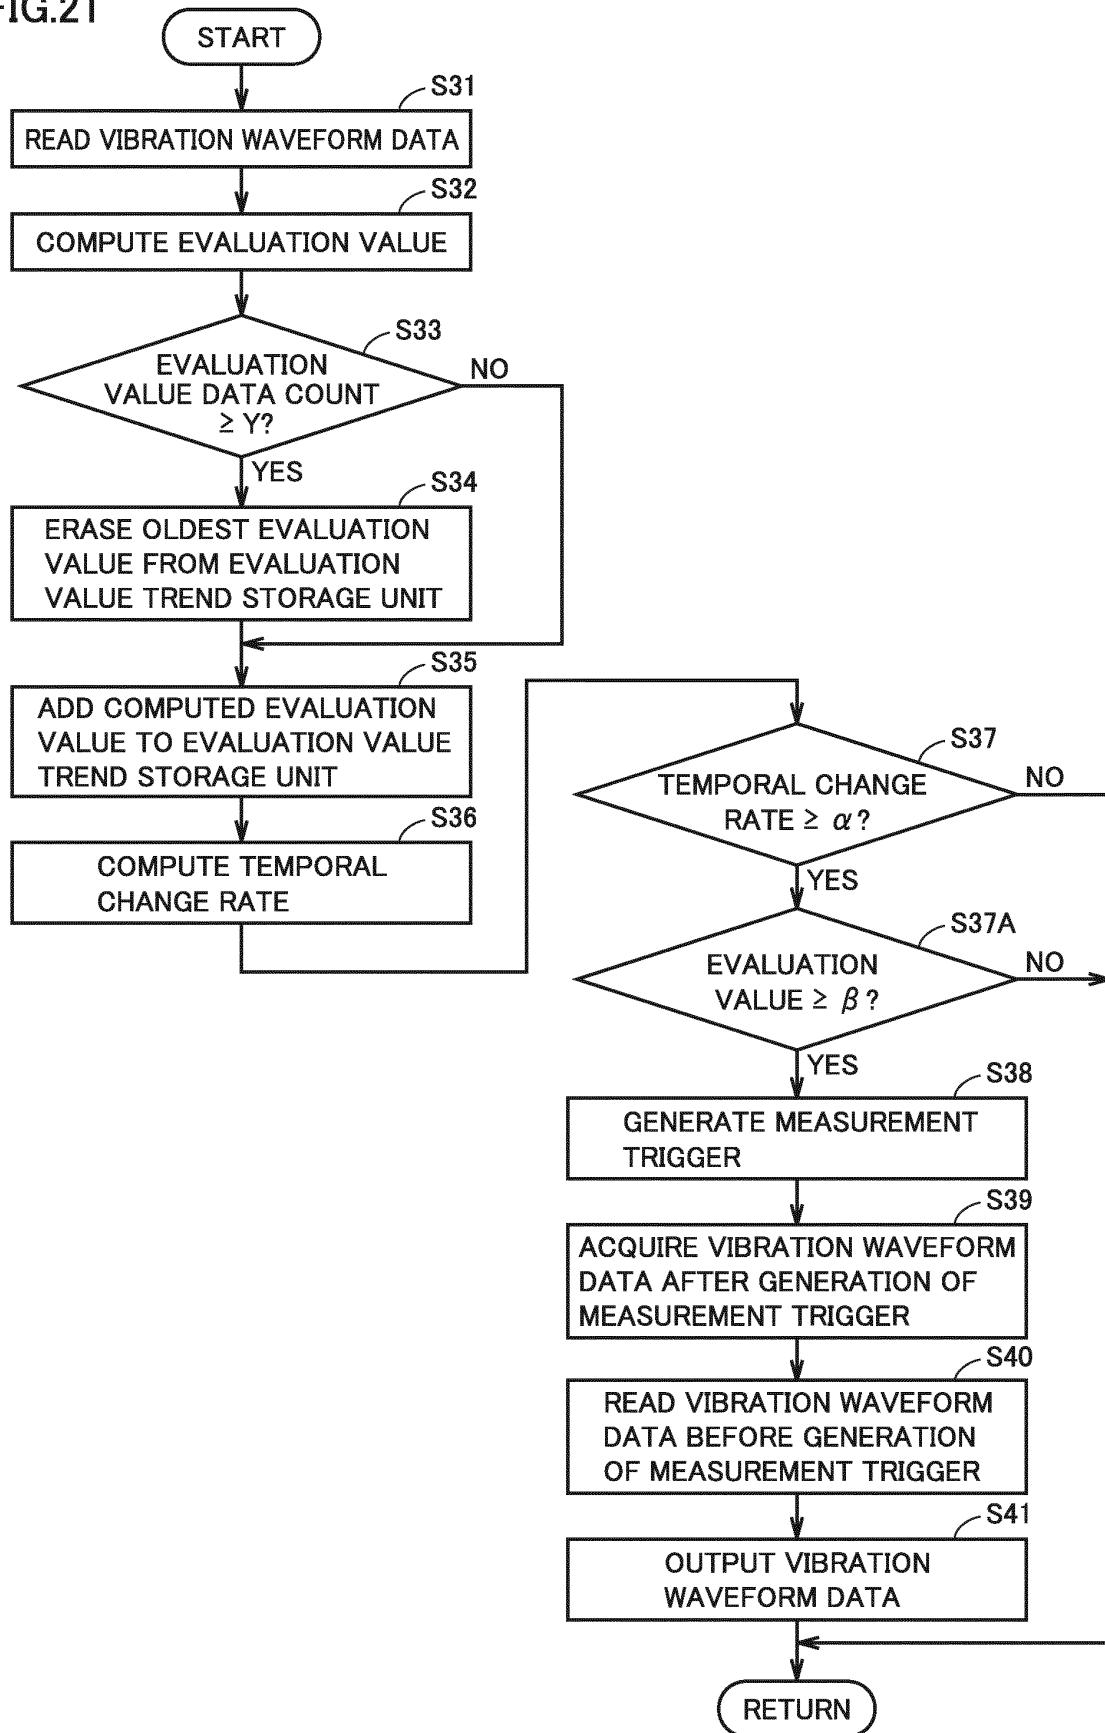 FIG.21
START
S31
READ VIBRATION WAVEFORM DATA
S32
COMPUTE EVALUATION VALUE
S33
EVALUATION
VALUE DATA COUNT
≥ Y?
NO
YES
S34
ERASE OLDEST EVALUATION
VALUE FROM EVALUATION
VALUE TREND STORAGE UNIT
S35
ADD COMPUTED EVALUATION
VALUE TO EVALUATION VALUE
TREND STORAGE UNIT
S36
COMPUTE TEMPORAL
CHANGE RATE
S37
TEMPORAL CHANGE
RATE ≥ α?
NO
YES
S37A
EVALUATION
VALUE ≥ β?
NO
YES
S38
GENERATE MEASUREMENT
TRIGGER
S39
ACQUIRE VIBRATION WAVEFORM
DATA AFTER GENERATION OF
MEASUREMENT TRIGGER
S40
READ VIBRATION WAVEFORM
DATA BEFORE GENERATION
OF MEASUREMENT TRIGGER
S41
OUTPUT VIBRATION
WAVEFORM DATA
RETURN